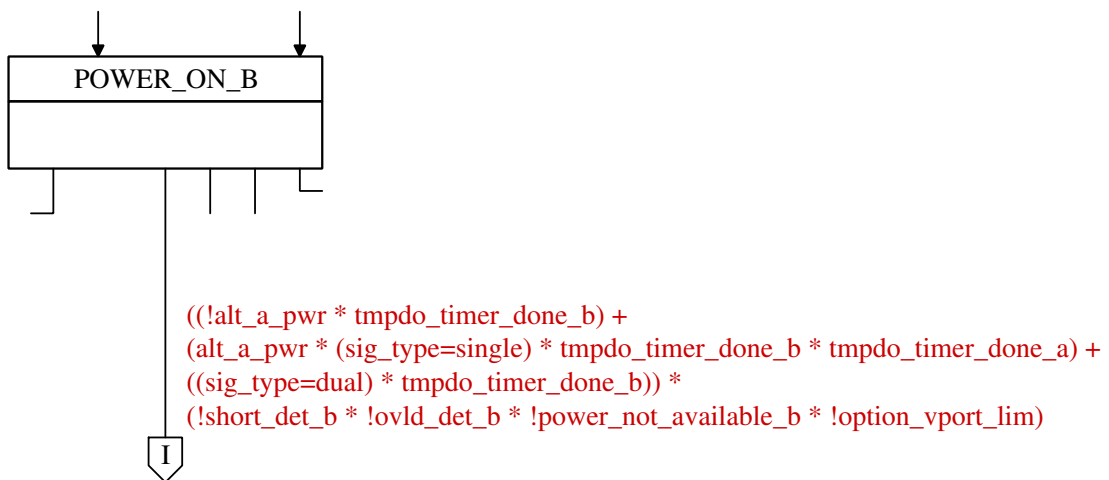 POWER_ON_B
((!alt_a_pwr * tmpdo_timer_done_b) +
(alt_a_pwr * (sig_type=single) * tmpdo_timer_done_b * tmpdo_timer_done_a) +
((sig_type=dual) * tmpdo_timer_done_b)) *
(!short_det_b * !ovld_det_b * !power_not_available_b * !option_vport_lim)
I